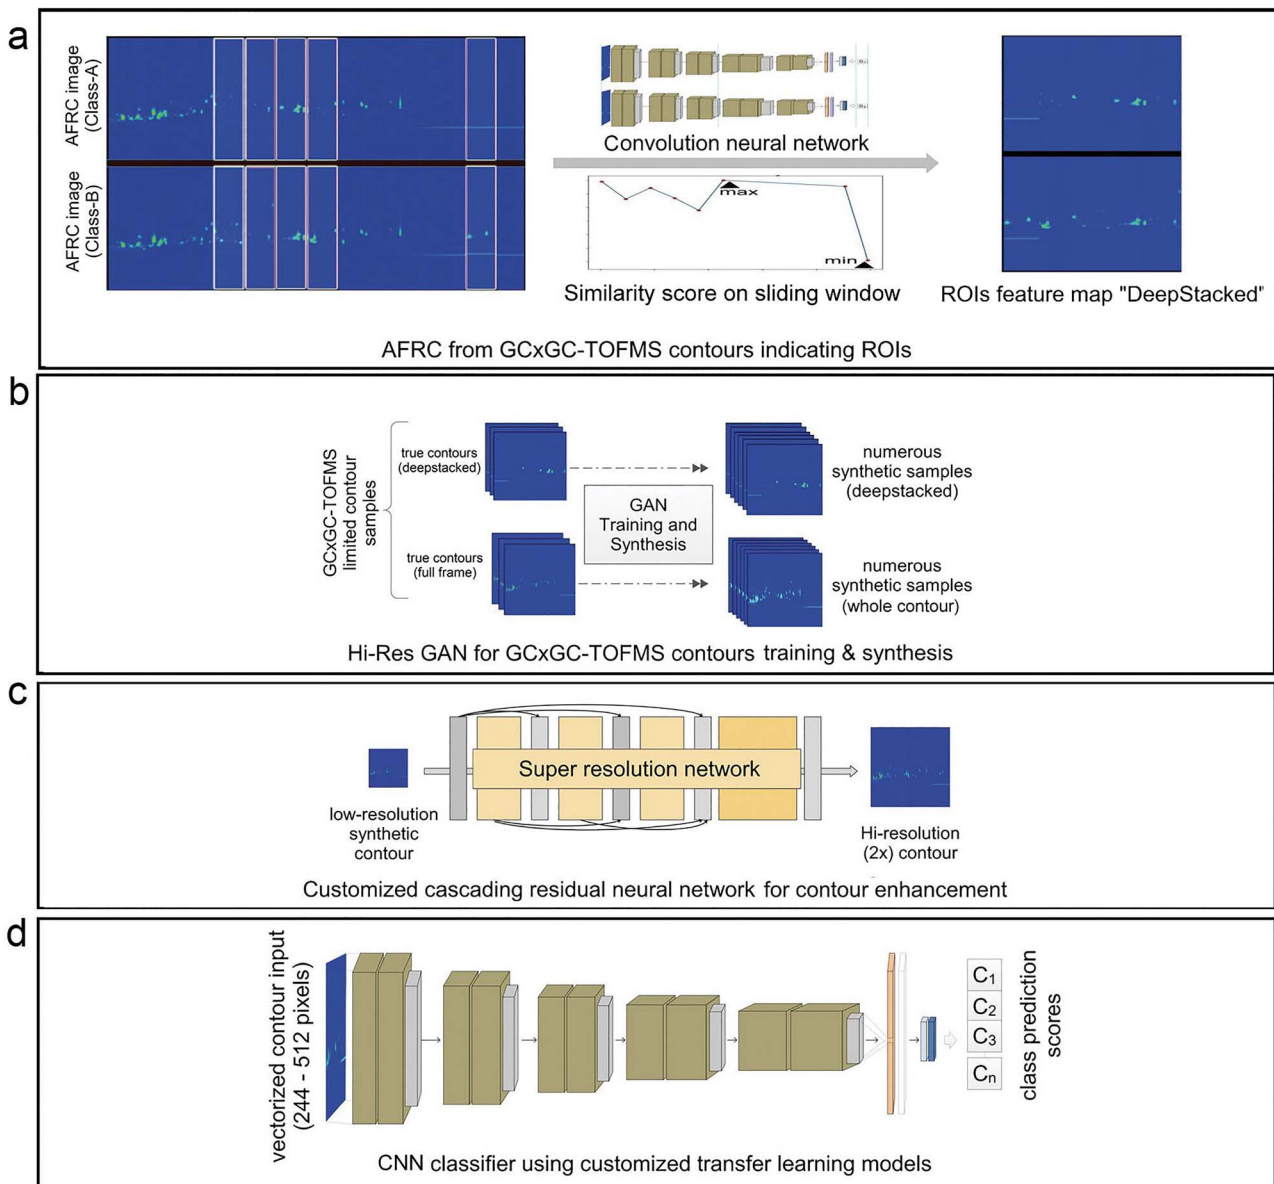 a
AFRC image
(Class-A)
AFRC image
(Class-B)
Convolution neural network
max
min
Similarity score on sliding window
ROIs feature map "DeepStacked"
AFRC from GCxGC-TOFMS contours indicating ROIs
b
GCxGC-TOFMS
limited contour
samples
true contours
(deepstacked)
true contours
(full frame)
GAN
Training and
Synthesis
numerous
synthetic samples
(deepstacked)
numerous
synthetic samples
(whole contour)
Hi-Res GAN for GCxGC-TOFMS contours training & synthesis
c
low-resolution
synthetic
contour
Super resolution network
Hi-resolution
(2x) contour
Customized cascading residual neural network for contour enhancement
d
vectorized contour input
(244 - 512 pixels)
C1
C2
C3
Cn
class prediction
scores
CNN classifier using customized transfer learning models